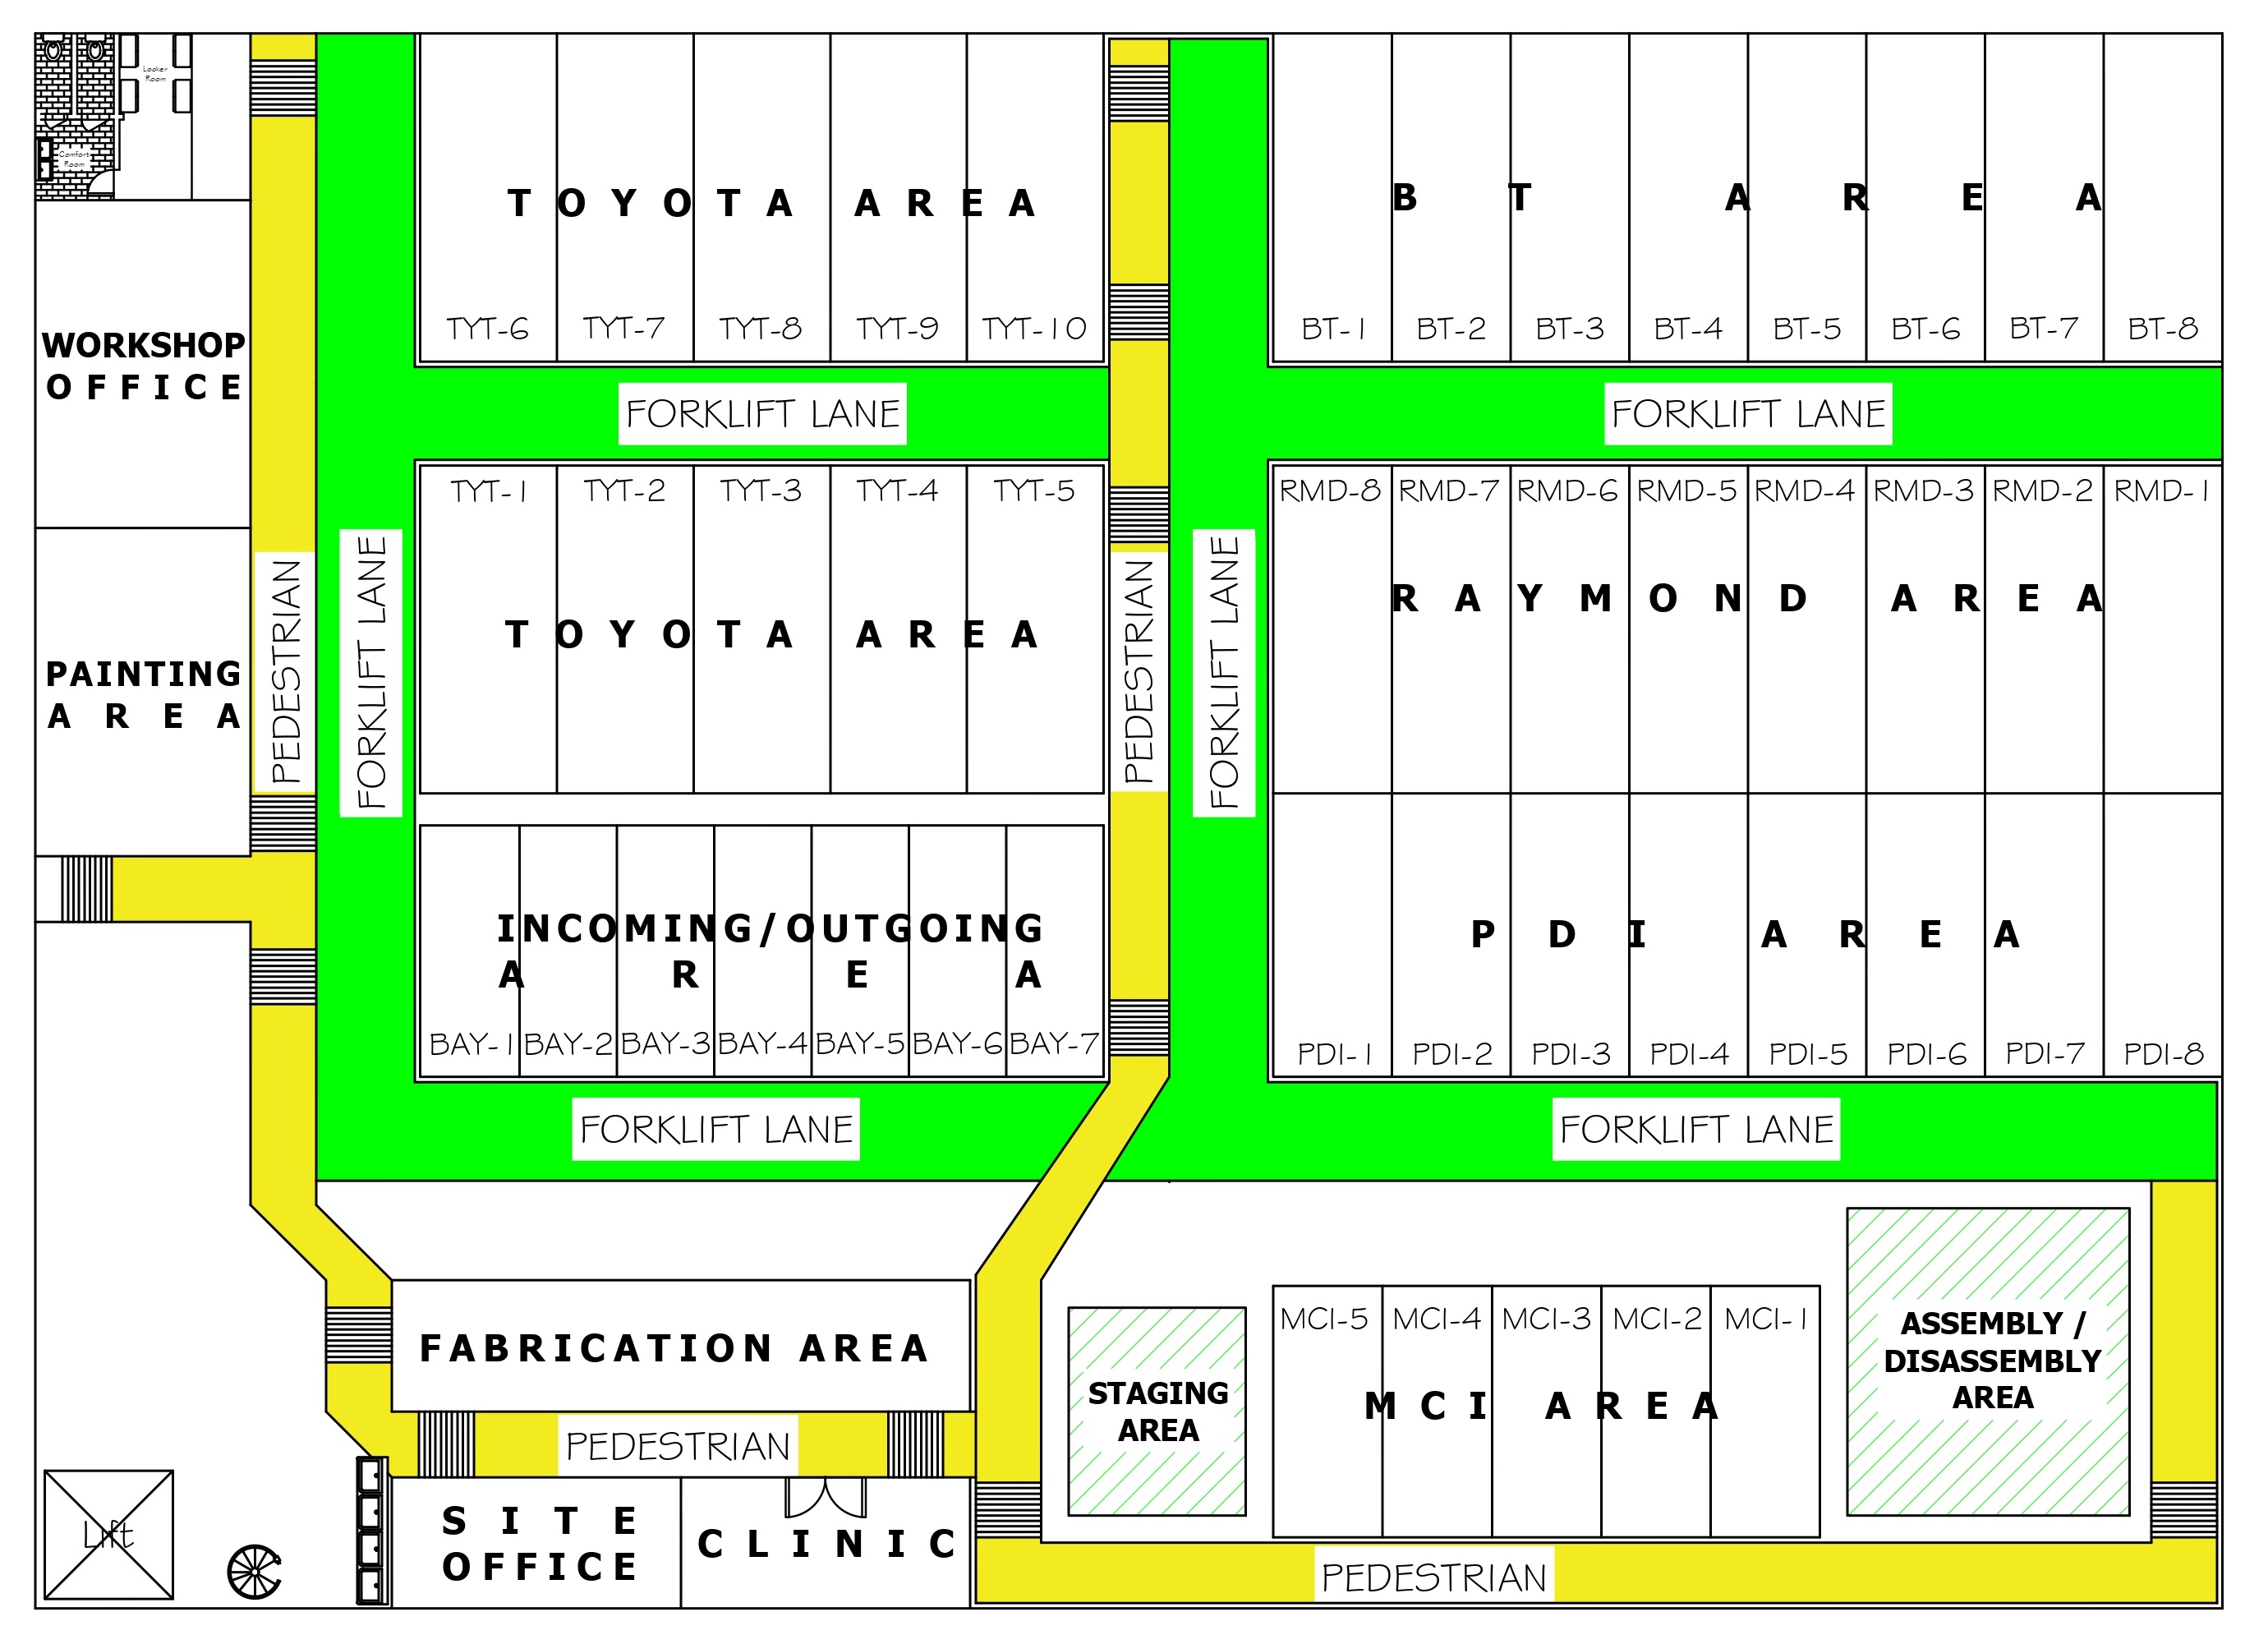 Looker
Room
Comfort
Room
WORKSHOP
OFFICE
PAINTING
AREA
PEDESTRIAN
FORKLIFT LANE
TOYOTA AREA
TYT-6 TYT-7 TYT-8 TYT-9 TYT-10
FORKLIFT LANE
TYT-1 TYT-2 TYT-3 TYT-4 TYT-5
TOYOTA AREA
INCOMING/OUTGOING
AREA
BAY-1 BAY-2 BAY-3 BAY-4 BAY-5 BAY-6 BAY-7
FORKLIFT LANE
PEDESTRIAN
FORKLIFT LANE
BT AREA
BT-1 BT-2 BT-3 BT-4 BT-5 BT-6 BT-7 BT-8
FORKLIFT LANE
RMD-8 RMD-7 RMD-6 RMD-5 RMD-4 RMD-3 RMD-2 RMD-1
RAYMOND AREA
PDI AREA
PDI-1 PDI-2 PDI-3 PDI-4 PDI-5 PDI-6 PDI-7 PDI-8
FORKLIFT LANE
FABRICATION AREA
PEDESTRIAN
Lift
SITE
OFFICE
CLINIC
STAGING
AREA
MCI-5 MCI-4 MCI-3 MCI-2 MCI-1
MCI AREA
ASSEMBLY /
DISASSEMBLY
AREA
PEDESTRIAN